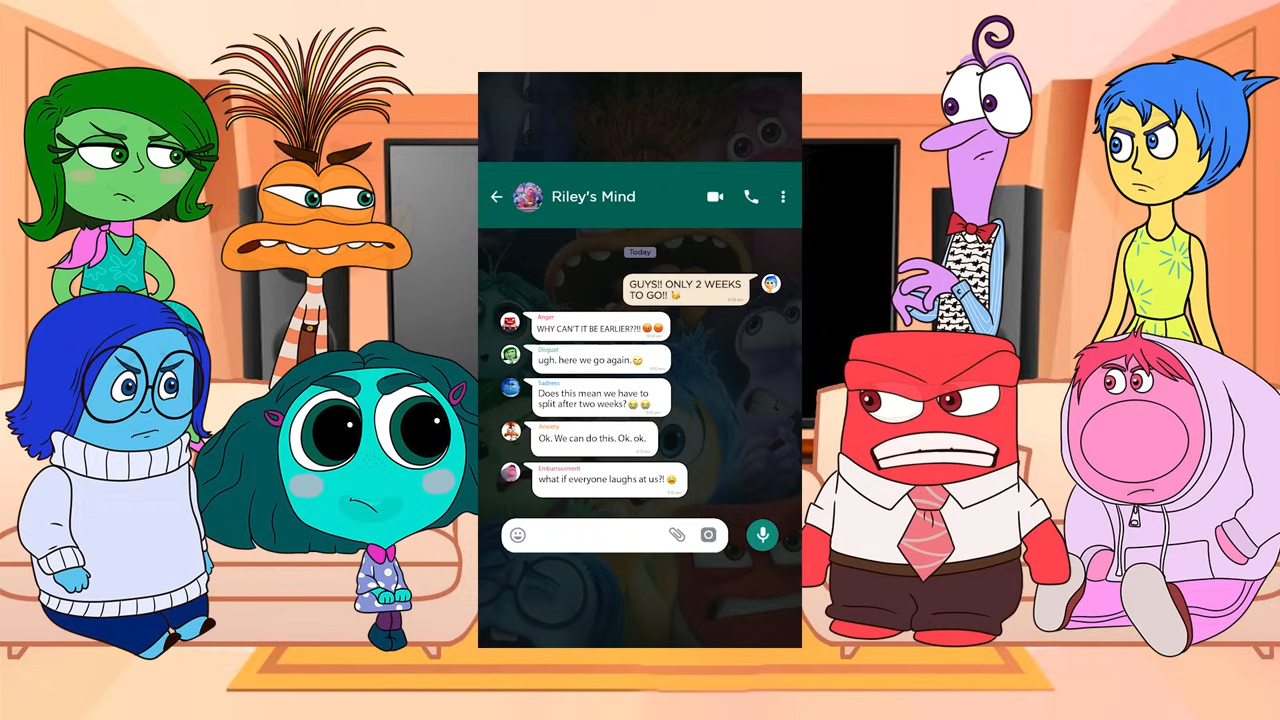 Riley's Mind
Today
GUYS!! ONLY 2 WEEKS
TO GO!! 😹
Anger
WHY CAN'T IT BE EARLIER??!! 😡😡
Disgust
ugh. here we go again.🙄
Sadness
Does this mean we have to
split after two weeks? 😭 😭
Anxiety
Ok. We can do this. Ok. ok.
Embarrassment
what if everyone laughs at us?! 😩